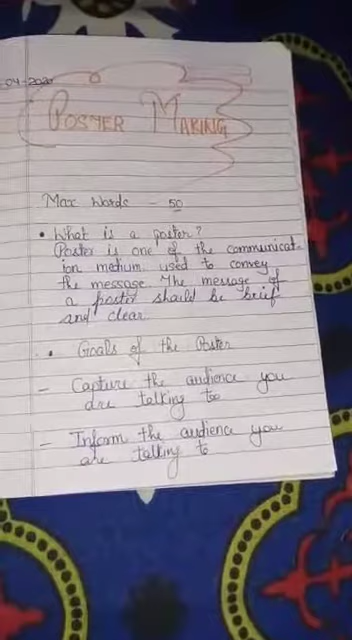 04-2020
POSTER MAKING
Max Words - 50
• What is a poster?
Poster is one of the communicat-
ion medium used to convey
the message. The message of
a poster should be brief
and clear
• Goals of the Poster
- Capture the audience you
are talking too
- Inform the audience you
are talking to